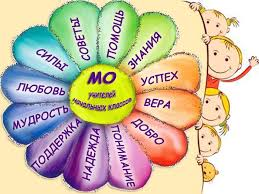 МО
учителей
начальных классов
СОВЕТЫ
ПОМОЩЬ
ЗНАНИЯ
УСПЕХ
ВЕРА
ДОБРО
ПОНИМАНИЕ
НАДЕЖДА
ПОДДЕРЖКА
МУДРОСТЬ
ЛЮБОВЬ
СИЛЫ